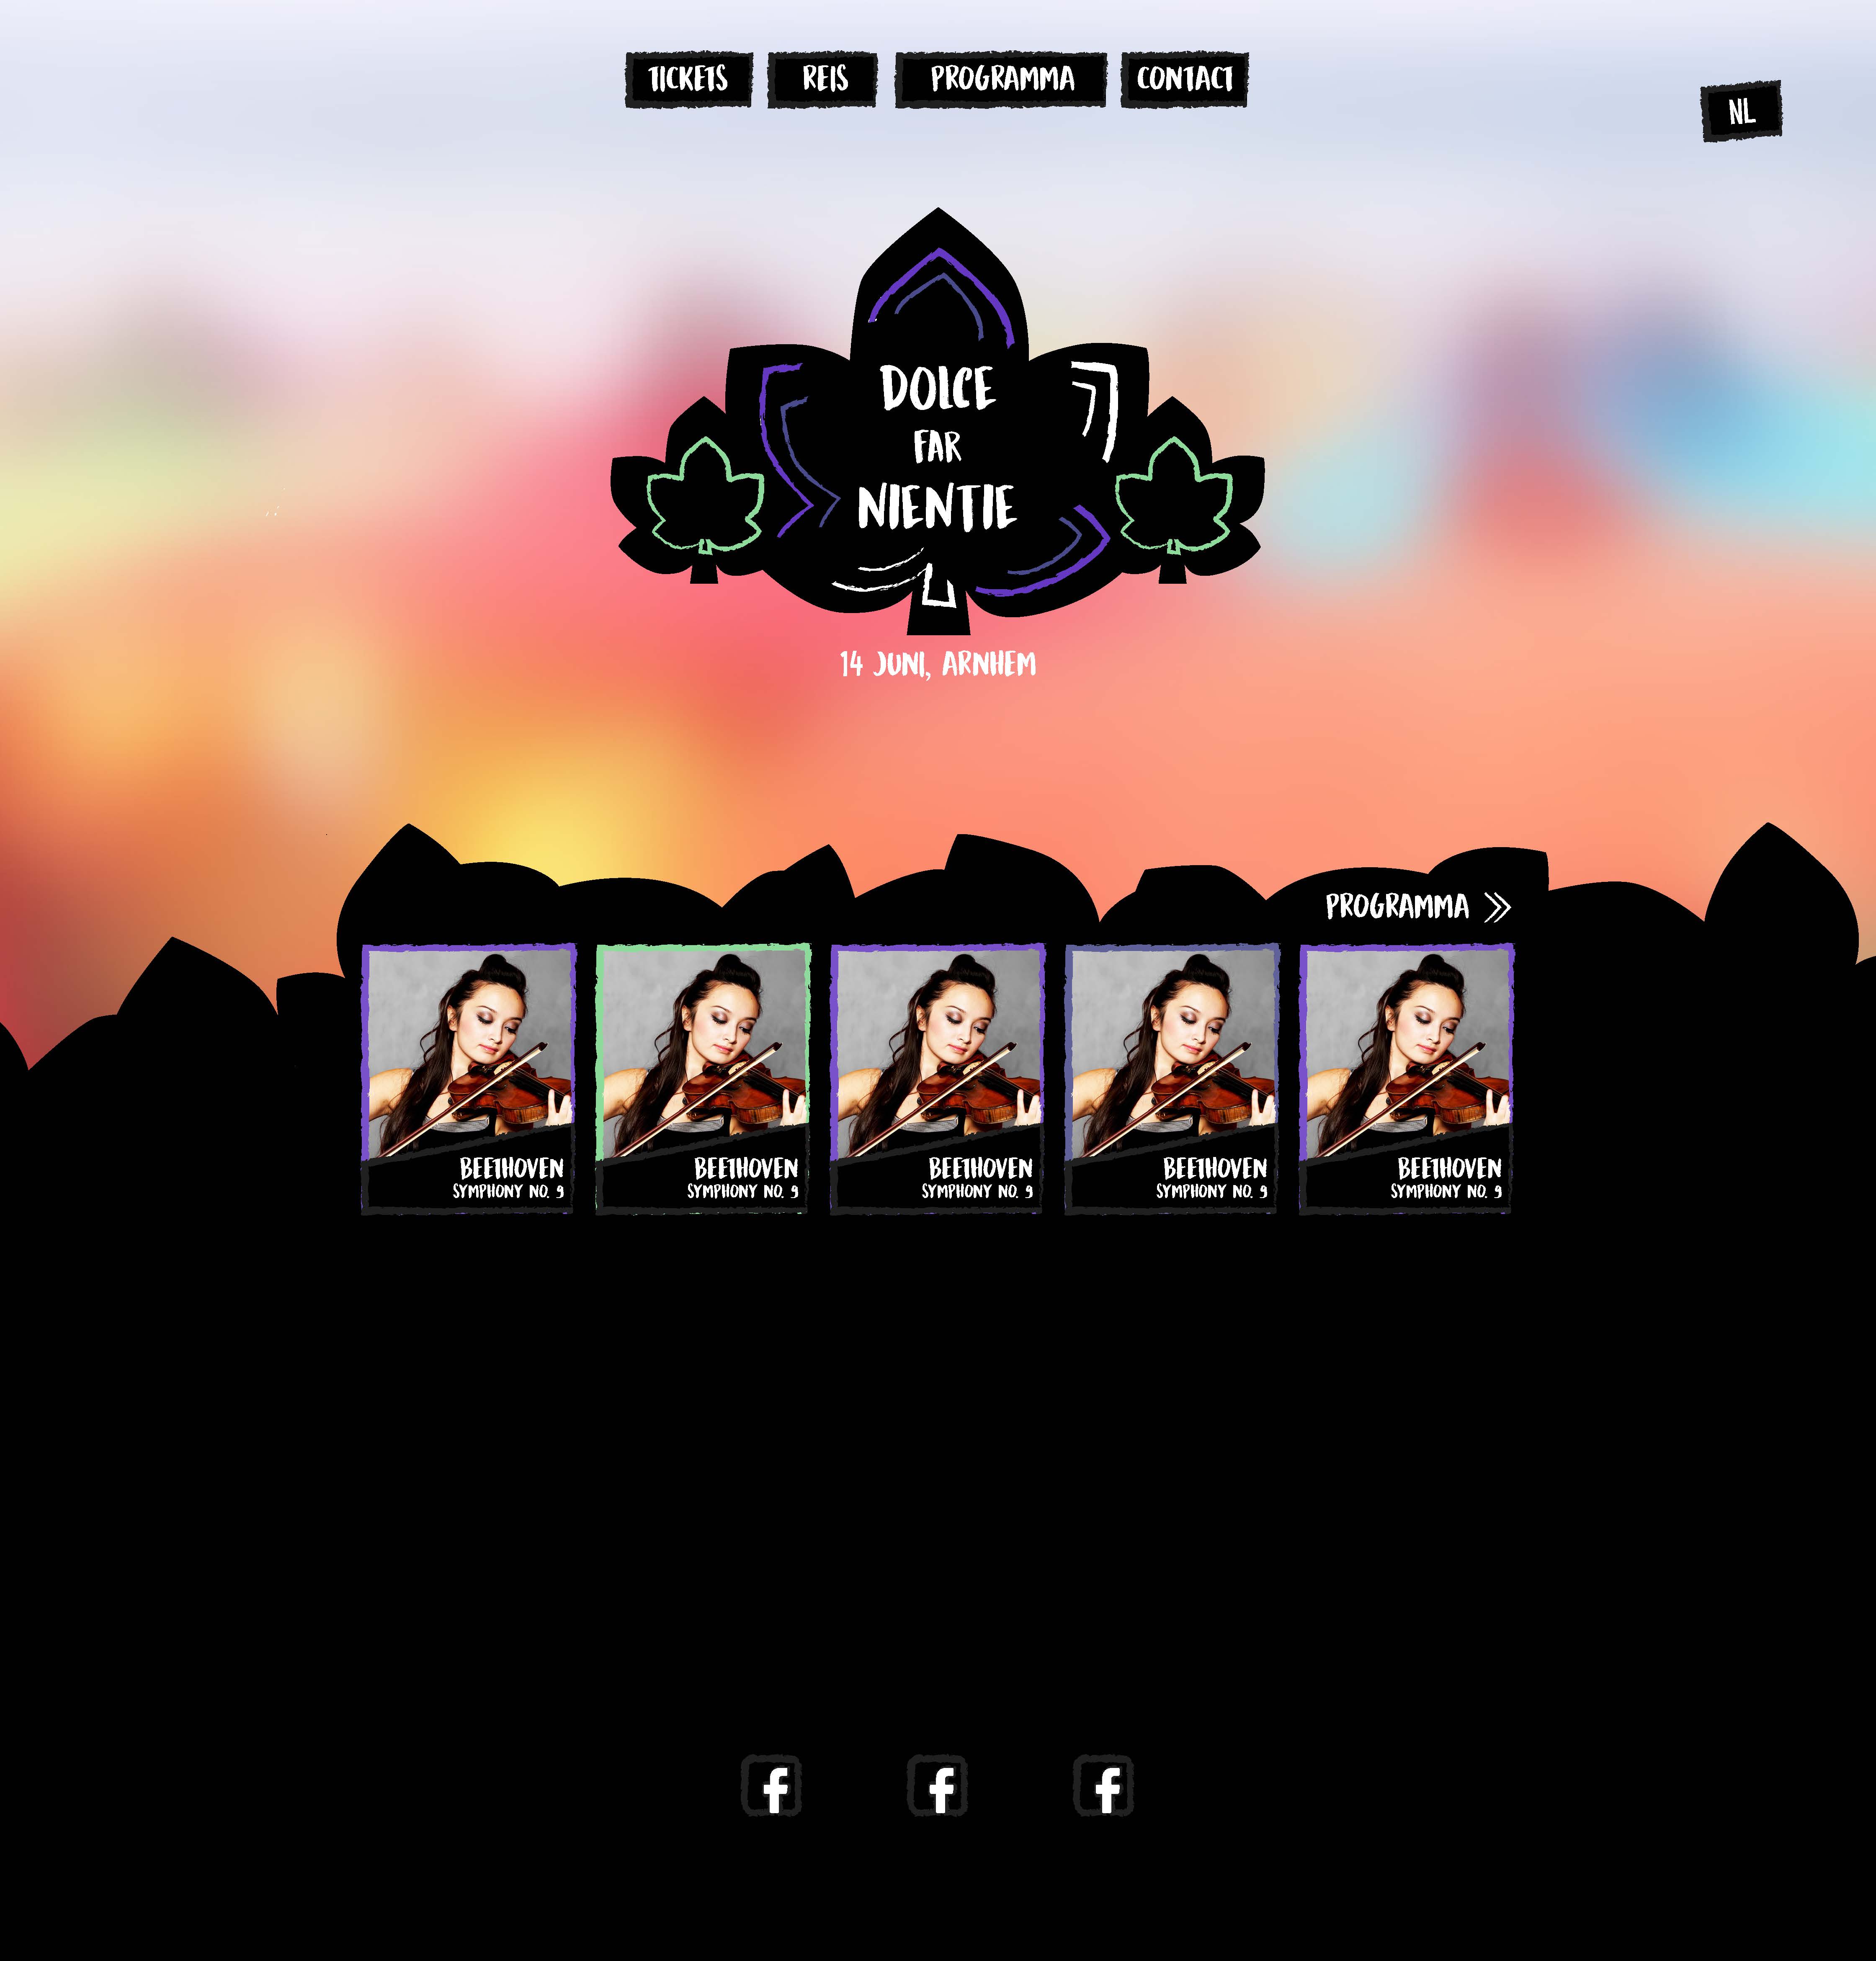 TICKETS REIS PROGRAMMA CONTACT
NL
DOLCE
FAR
NIENTIE
14 JUNI, ARNHEM
PROGRAMMA
BEETHOVEN
SYMPHONY NO. 9
BEETHOVEN
SYMPHONY NO. 9
BEETHOVEN
SYMPHONY NO. 9
BEETHOVEN
SYMPHONY NO. 9
BEETHOVEN
SYMPHONY NO. 9
f f f